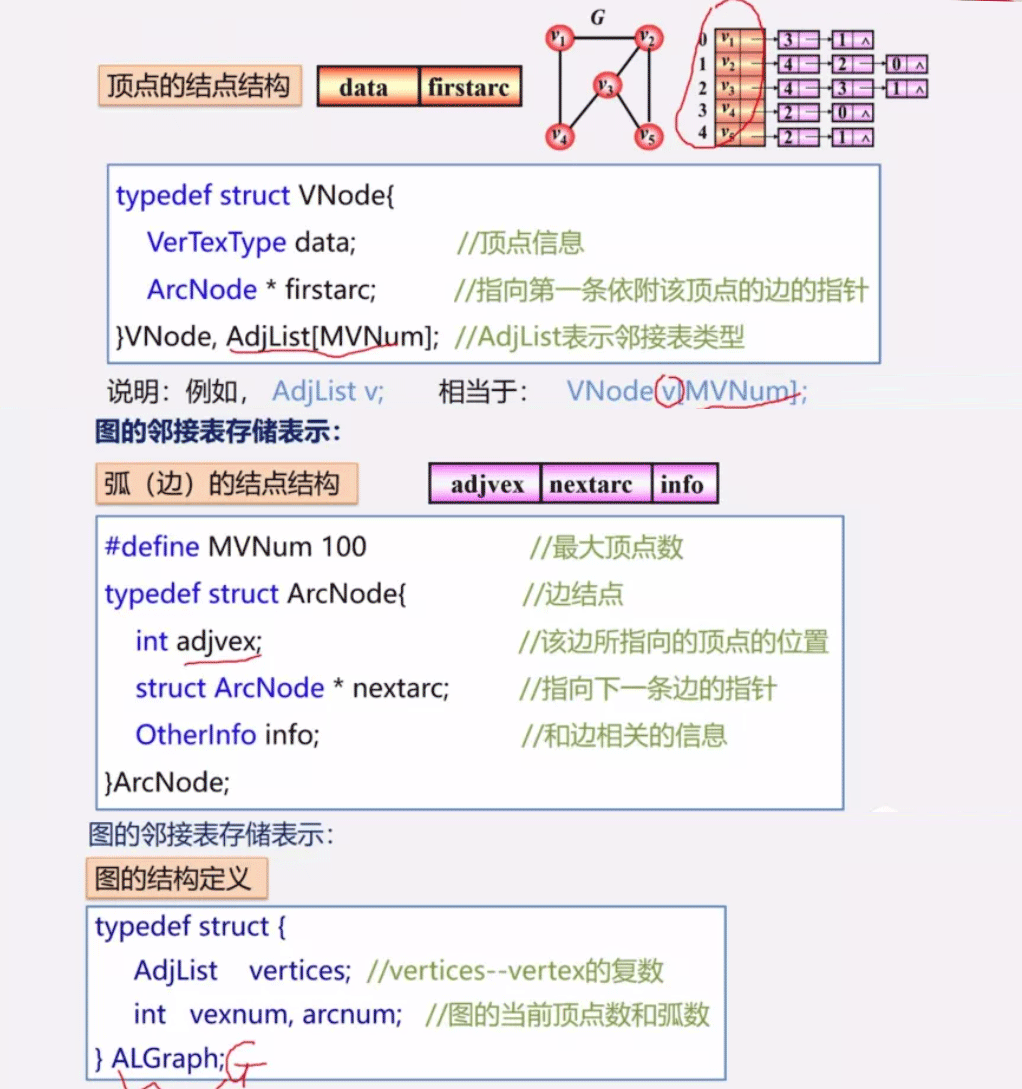 G
v1 v2 v3 v4 v5
顶点的结点结构 data firstarc
0 v1 3 1 ∧
1 v2 4 2 0 ∧
2 v3 4 3 1 ∧
3 v4 2 0 ∧
4 v5 2 1 ∧
typedef struct VNode{
VerTexType data; //顶点信息
ArcNode * firstarc; //指向第一条依附该顶点的边的指针
}VNode, AdjList[MVNum]; //AdjList表示邻接表类型
说明：例如， AdjList v; 相当于： VNode v[MVNum];
图的邻接表存储表示：
弧（边）的结点结构 adjvex nextarc info
#define MVNum 100 //最大顶点数
typedef struct ArcNode{ //边结点
int adjvex; //该边所指向的顶点的位置
struct ArcNode * nextarc; //指向下一条边的指针
OtherInfo info; //和边相关的信息
}ArcNode;
图的邻接表存储表示：
图的结构定义
typedef struct {
AdjList vertices; //vertices--vertex的复数
int vexnum, arcnum; //图的当前顶点数和弧数
} ALGraph; G